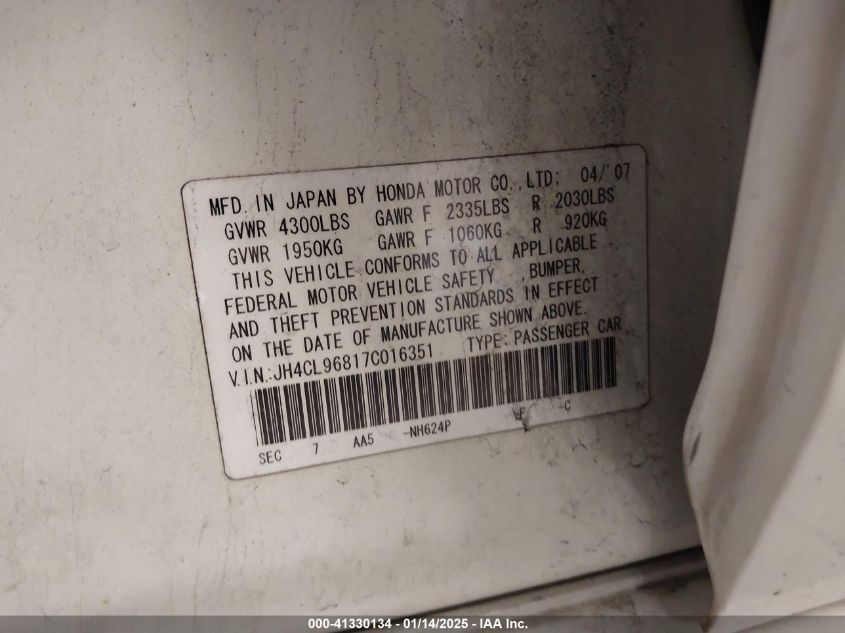 MFD. IN JAPAN BY HONDA MOTOR CO.,LTD: 04/'07
GVWR 4300LBS GAWR F 2335LBS R 2030LBS
GVWR 1950KG GAWR F 1060KG R 920KG
THIS VEHICLE CONFORMS TO ALL APPLICABLE
FEDERAL MOTOR VEHICLE SAFETY ,BUMPER,
AND THEFT PREVENTION STANDARDS IN EFFECT
ON THE DATE OF MANUFACTURE SHOWN ABOVE.
V.I.N.:JH4CL96817C016351 TYPE: PASSENGER CAR
SEC 7 AA5 -NH624P -F -C
000-41330134 - 01/14/2025 - IAA Inc.